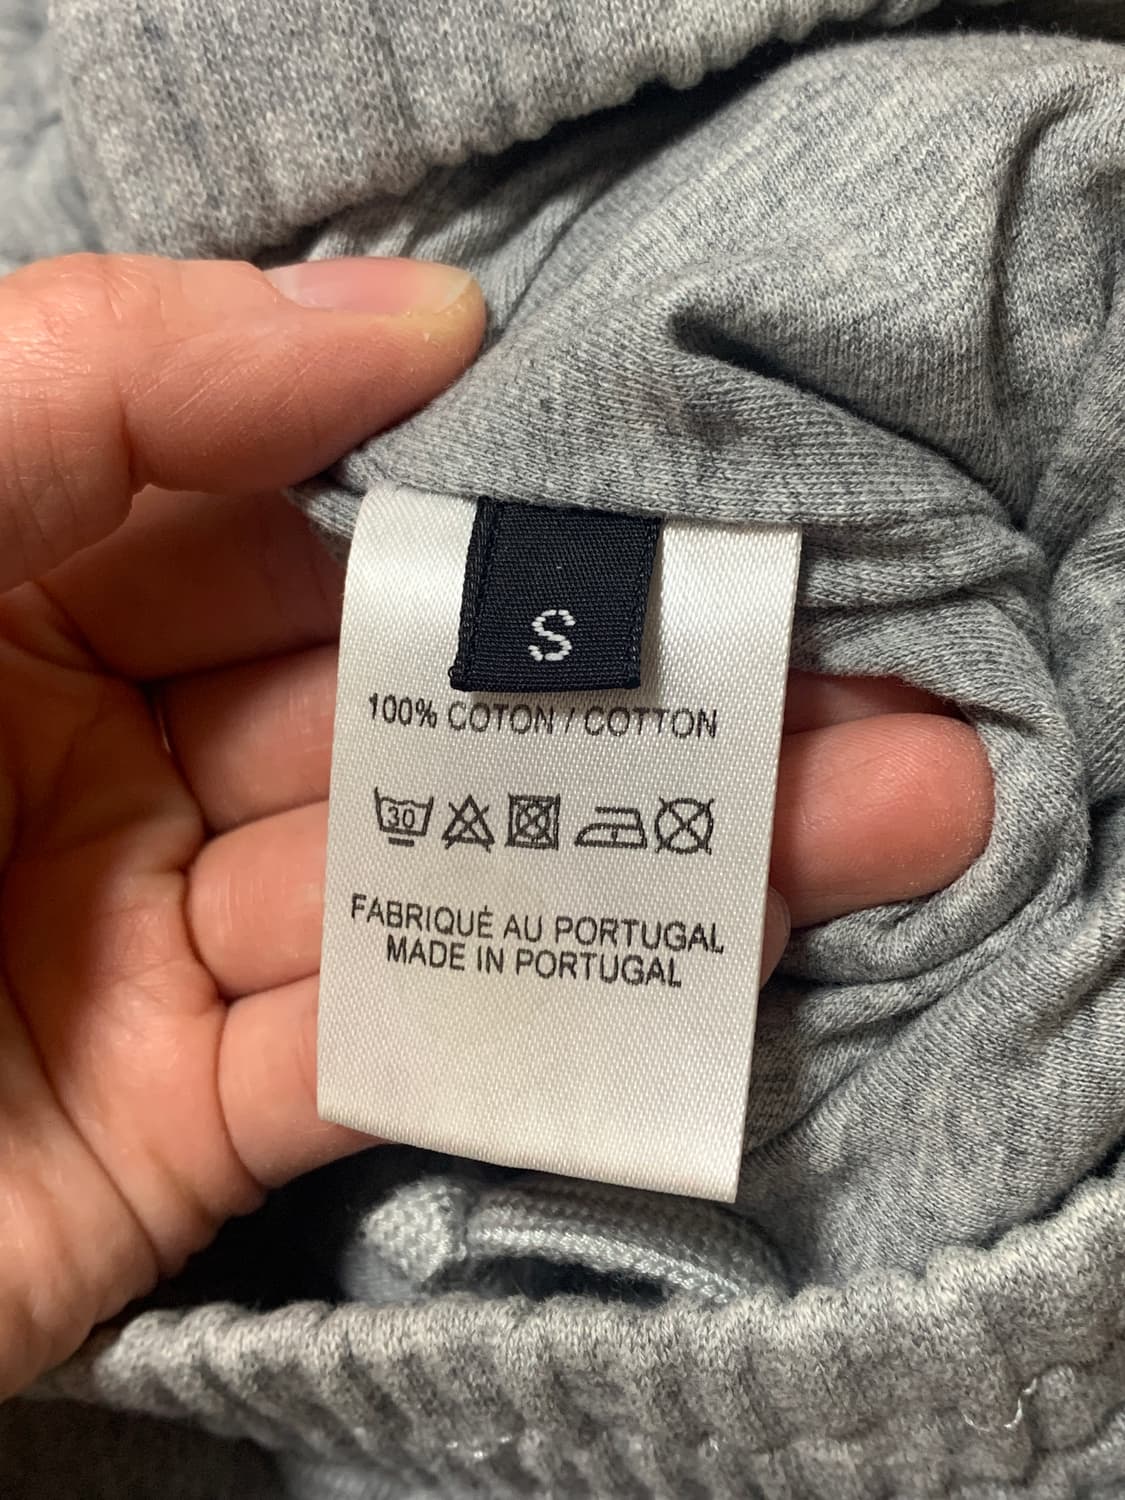 S
100% COTON / COTTON
30
FABRIQUÉ AU PORTUGAL
MADE IN PORTUGAL